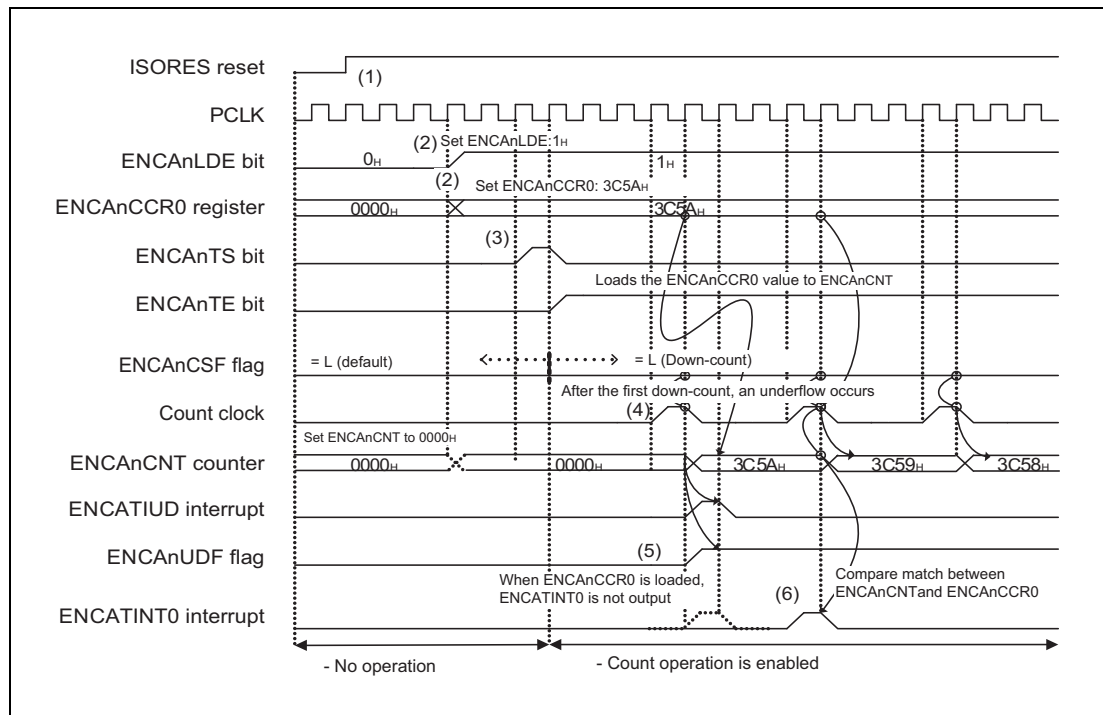 ISORES reset
(1)
PCLK
(2) Set ENCAnLDE:1H
ENCAnLDE bit
0H
1H
(2) Set ENCAnCCR0: 3C5AH
ENCAnCCR0 register
0000H
3C5AH
(3)
ENCAnTS bit
Loads the ENCAnCCR0 value to ENCAnCNT
ENCAnTE bit
ENCAnCSF flag
= L (default)
= L (Down-count)
After the first down-count, an underflow occurs
Count clock
(4)
Set ENCAnCNT to 0000H
ENCAnCNT counter
0000H
0000H
3C5AH
3C59H
3C58H
ENCATIUD interrupt
ENCAnUDF flag
(5)
When ENCAnCCR0 is loaded,
ENCATINT0 is not output
(6)
Compare match between
ENCAnCNTand ENCAnCCR0
ENCATINT0 interrupt
- No operation
- Count operation is enabled